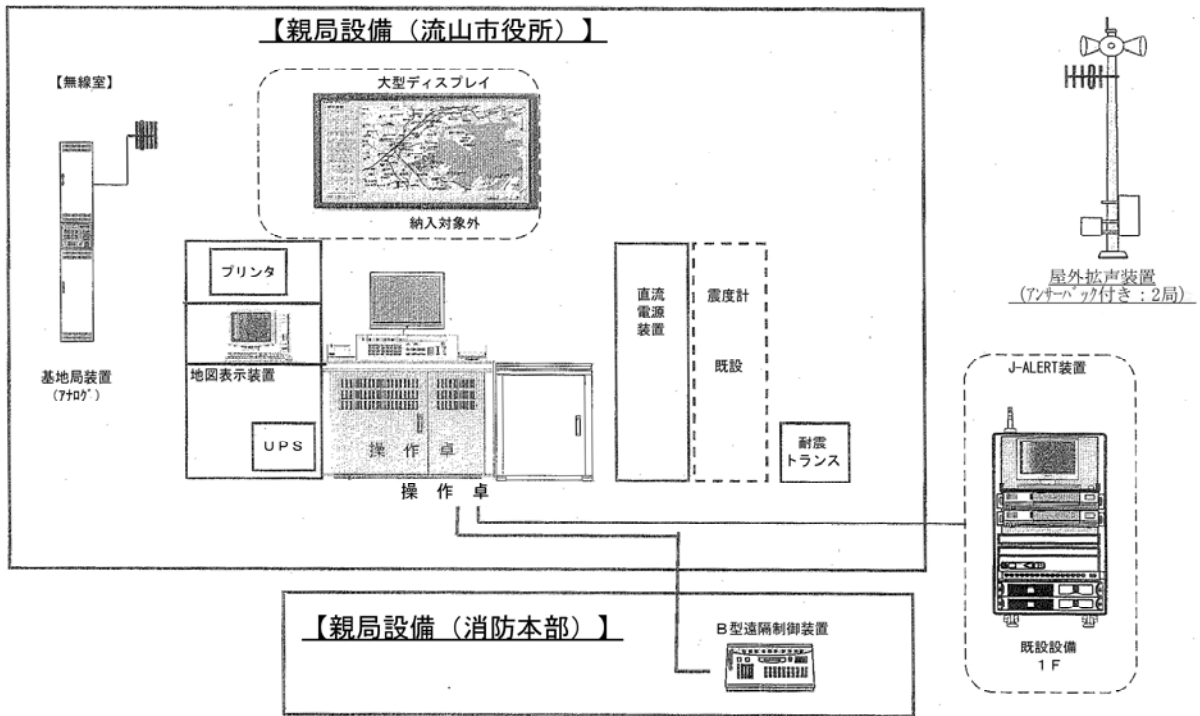 【親局設備（流山市役所）】
【無線室】
大型ディスプレイ
納入対象外
プリンタ
地図表示装置
UPS
操作卓
操作卓
基地局装置
(アナログ)
直流
電源
装置
震度計
既設
耐震
トランス
屋外拡声装置
(アンサーバック付き：2局)
J-ALERT装置
既設設備
1F
【親局設備（消防本部）】
B型遠隔制御装置